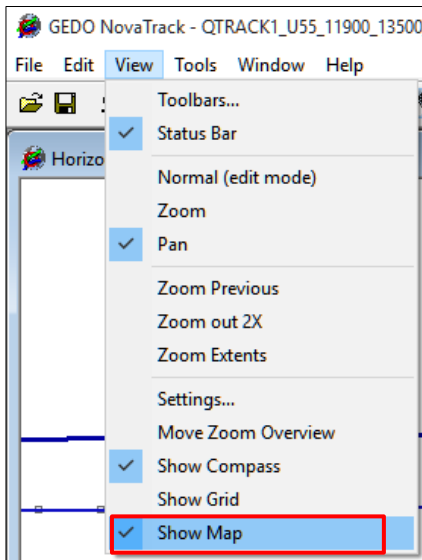 GEDO NovaTrack - QTRACK1_U55_11900_13500
File Edit View Tools Window Help
Toolbars...
Status Bar
Horizo
Normal (edit mode)
Zoom
Pan
Zoom Previous
Zoom out 2X
Zoom Extents
Settings...
Move Zoom Overview
Show Compass
Show Grid
Show Map